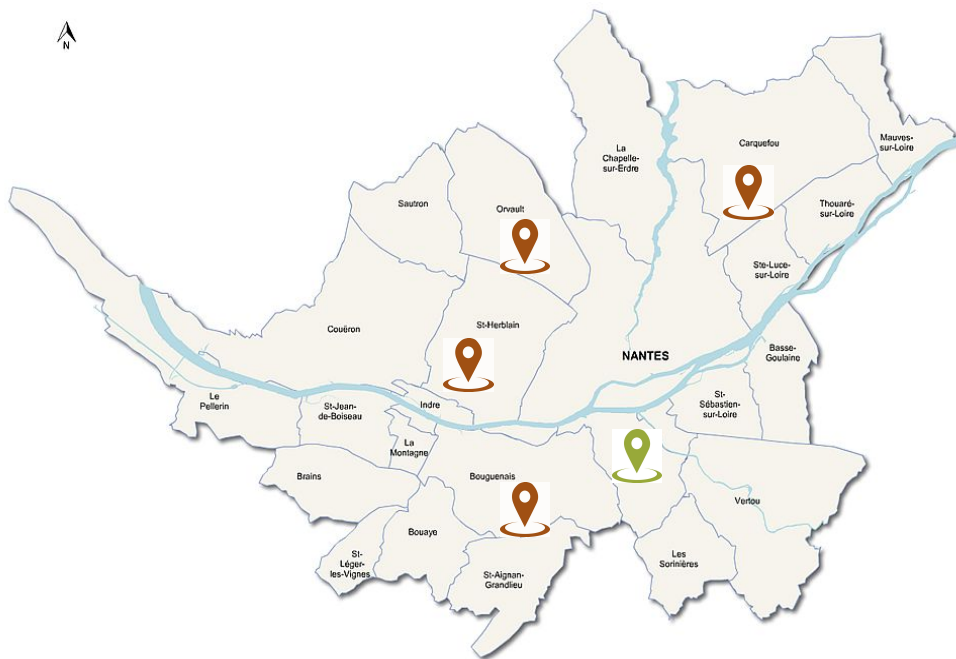 N
Mauves-
sur-Loire
Carquefou
La
Chapelle-
sur-Erdre
Sautron
Orvault
Thouaré-
sur-Loire
Ste-Luce-
sur-Loire
Couëron
St-Herblain
NANTES
Basse-
Goulaine
Le
Pellerin
St-Jean-
de-Boiseau
Indre
St-
Sébastien-
sur-Loire
La
Montagne
Brains
Bouguenais
Vertou
Bouaye
St-
Léger-
les-Vignes
St-Aignan-
Grandlieu
Les
Sorinières